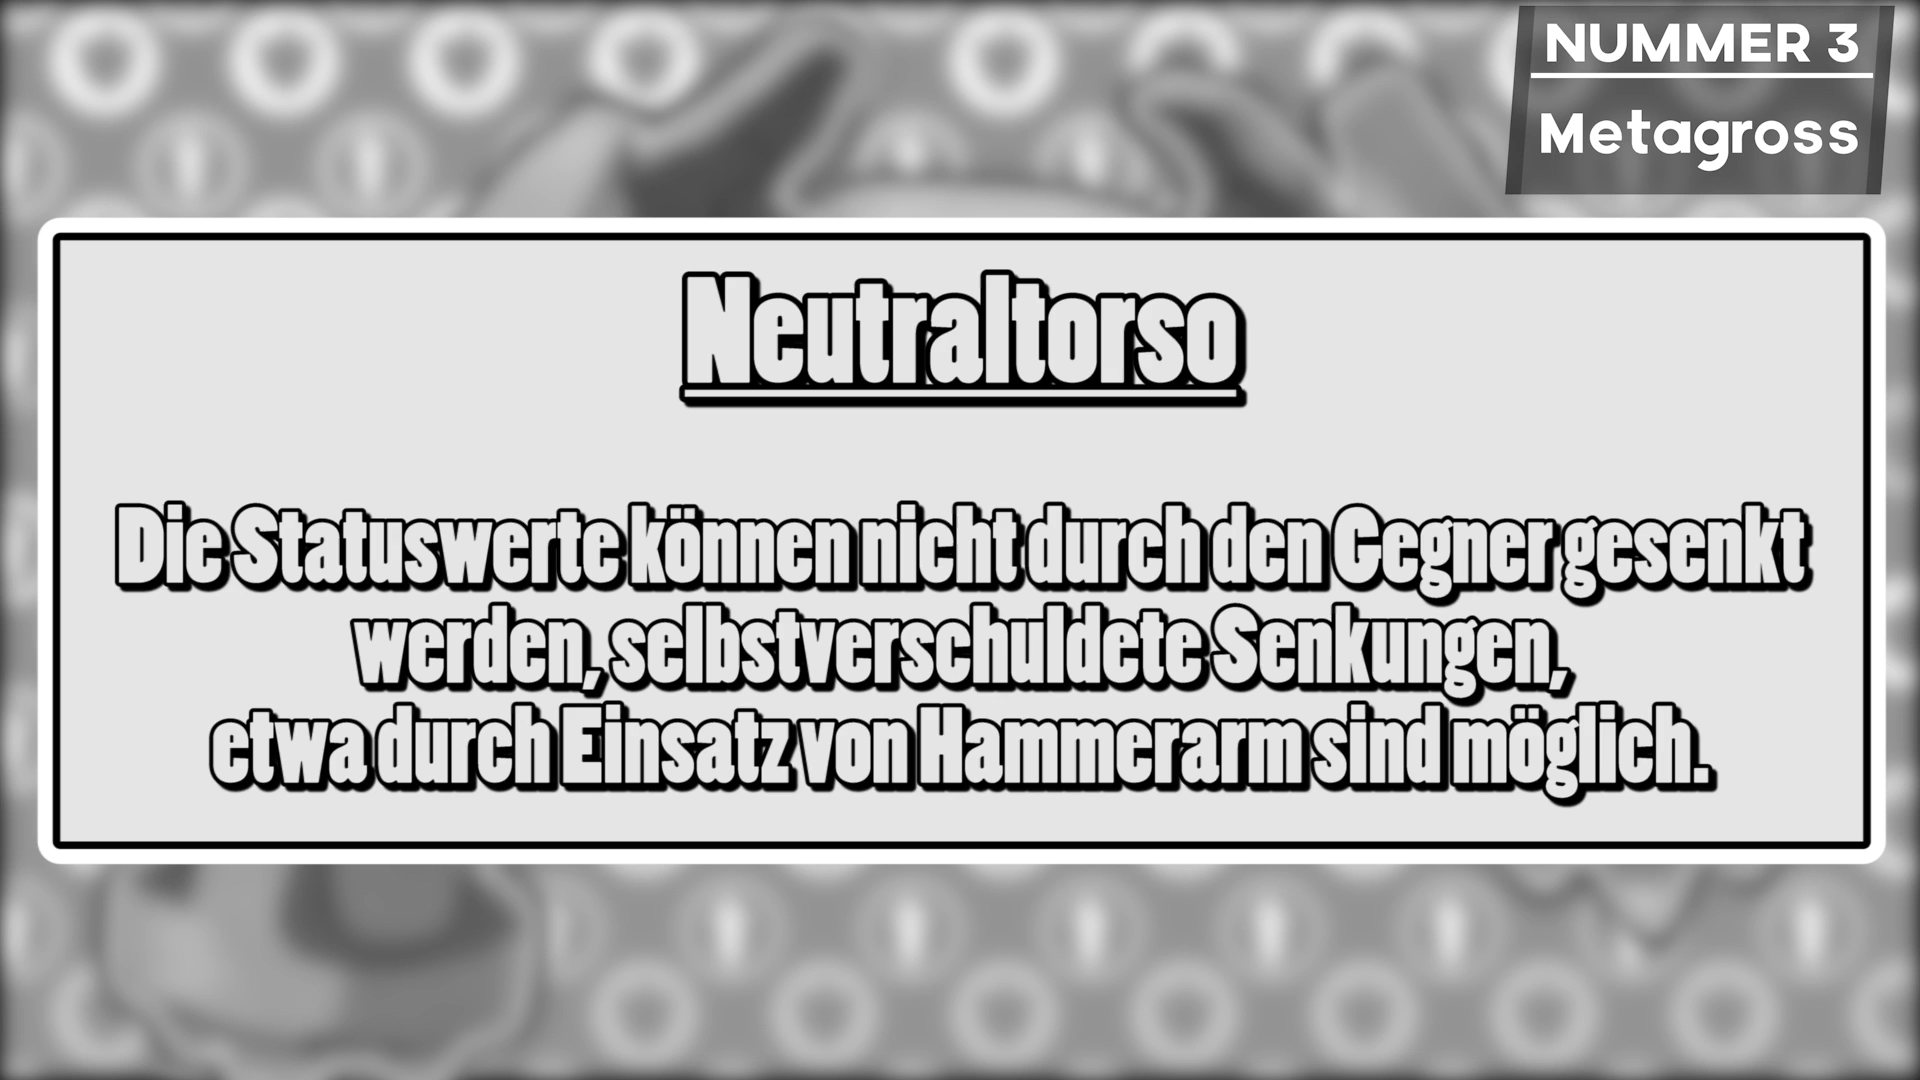 NUMMER 3
Metagross
Neutraltorso
Die Statuswerte können nicht durch den Gegner gesenkt
werden, selbstverschuldete Senkungen,
etwa durch Einsatz von Hammerarm sind möglich.